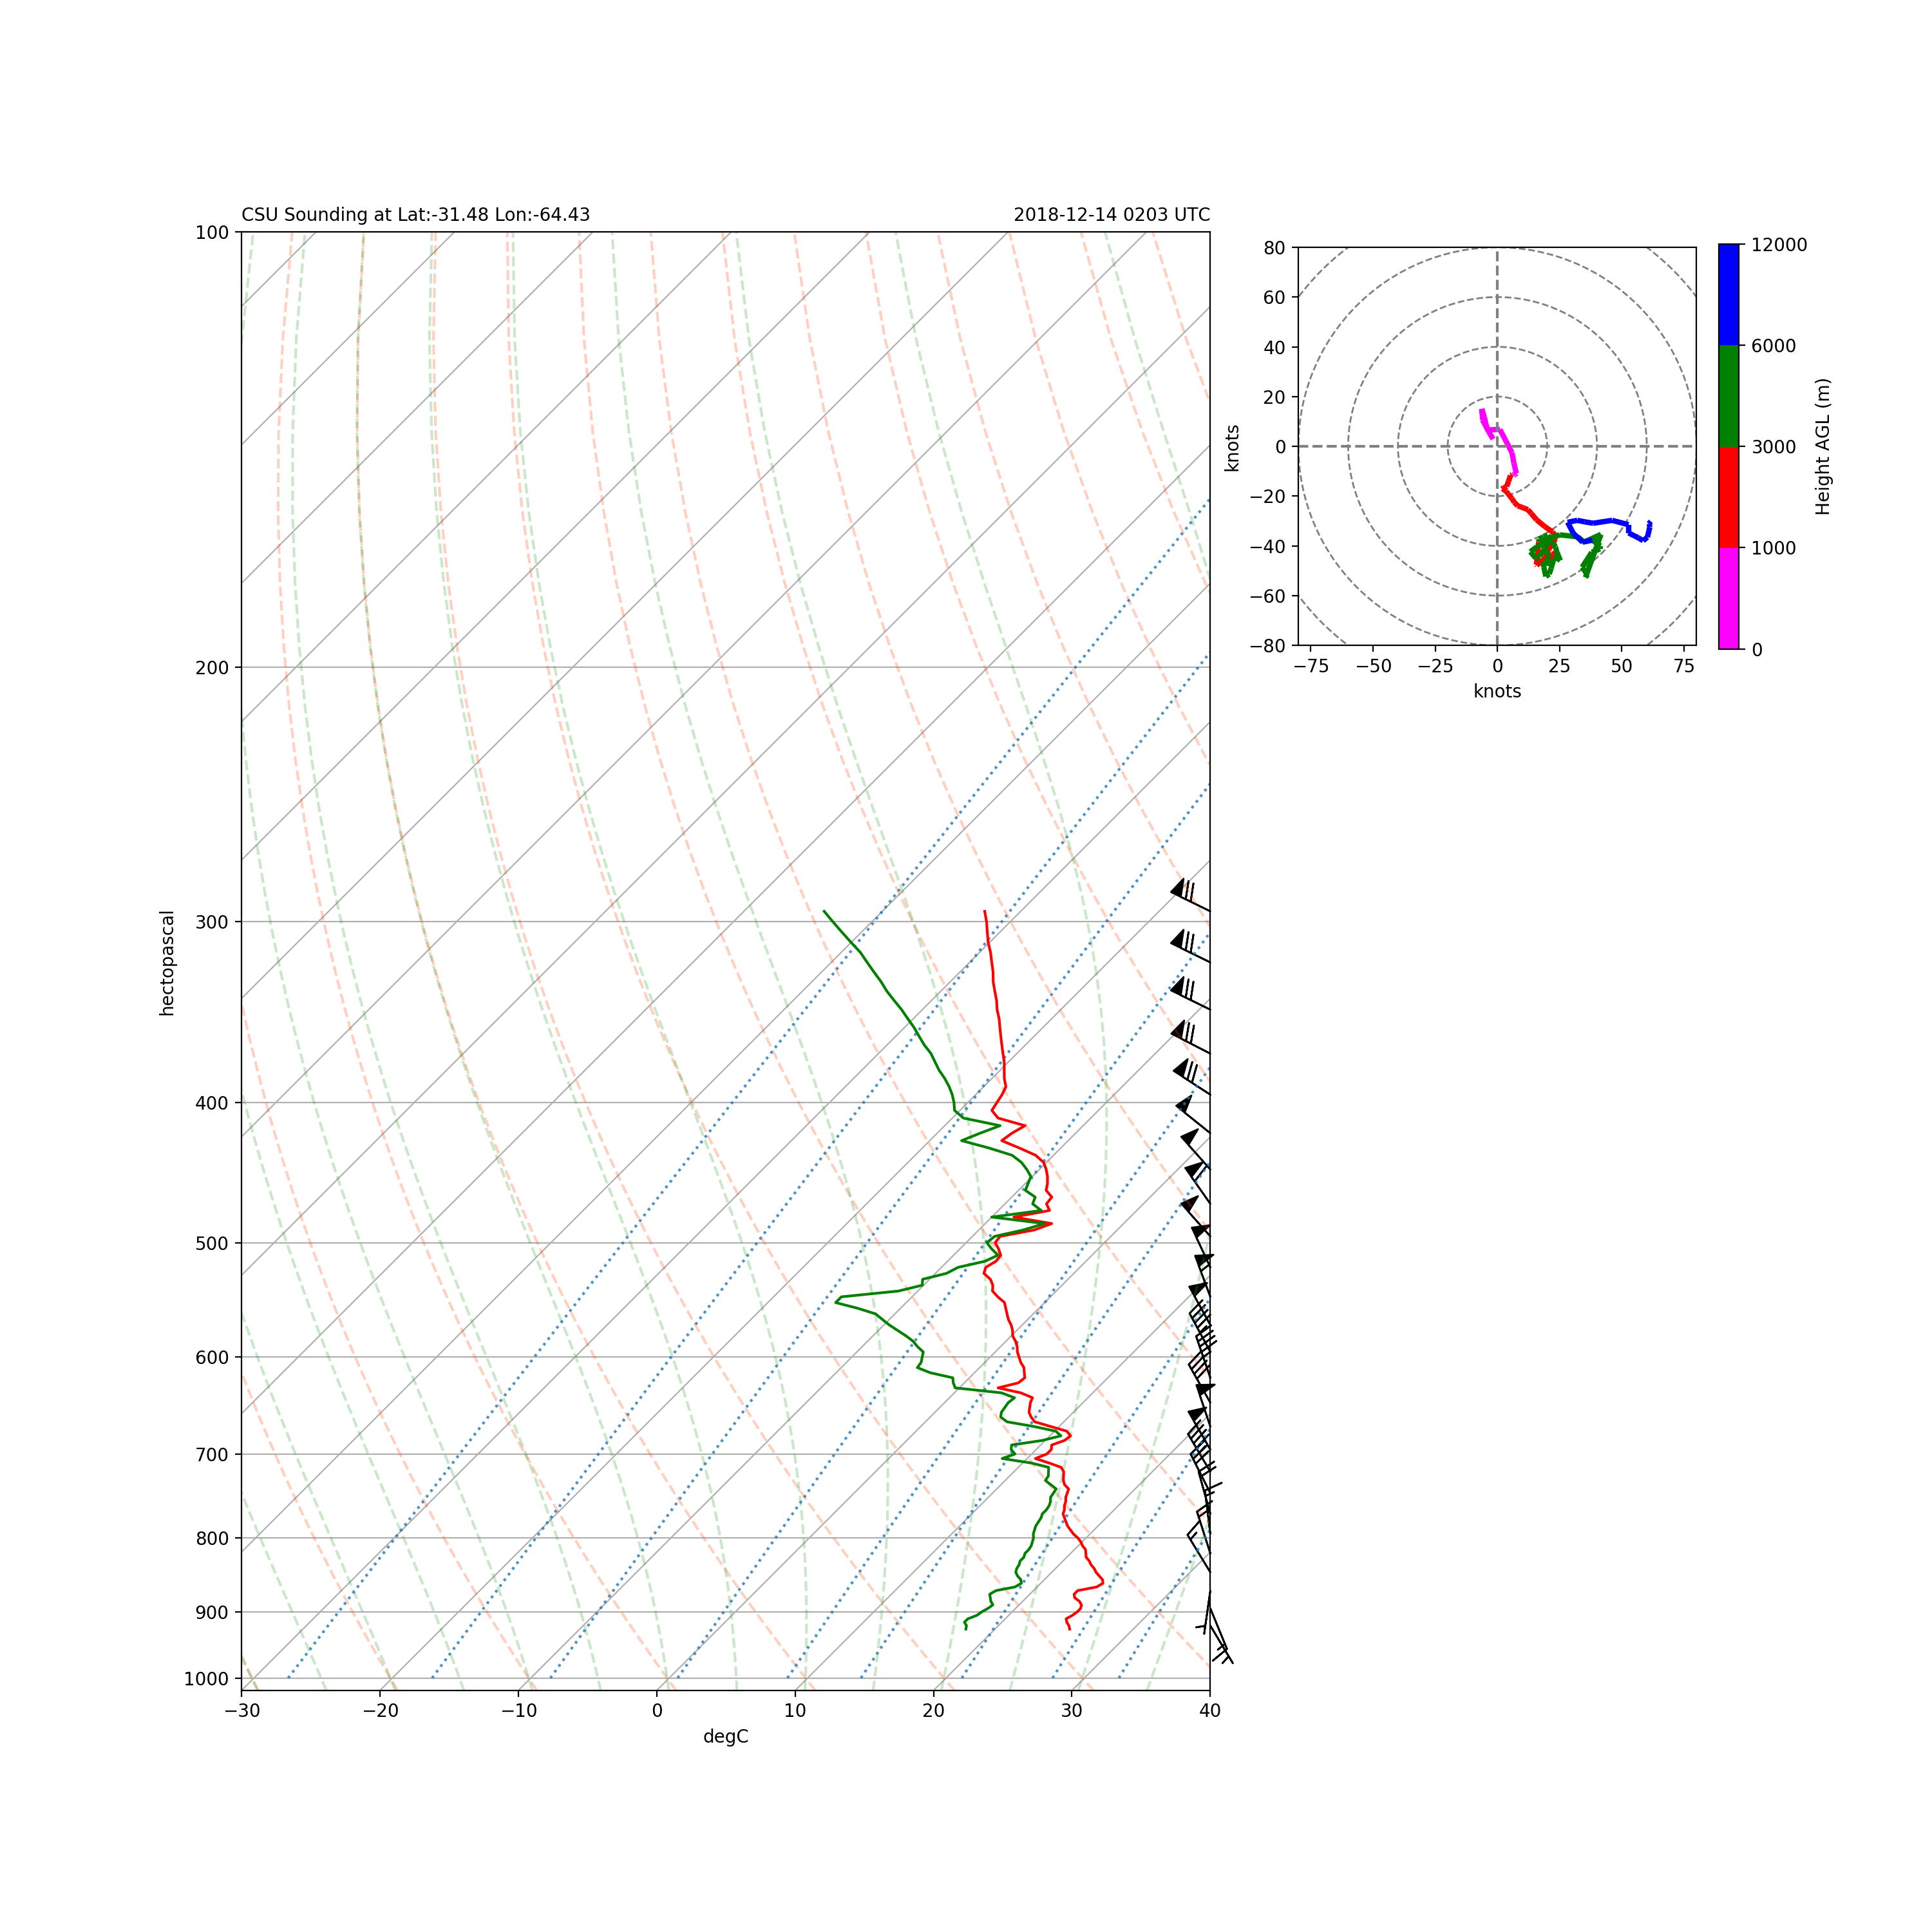 CSU Sounding at Lat:-31.48 Lon:-64.43
2018-12-14 0203 UTC
100
200
300
400
500
600
700
800
900
1000
hectopascal
−30 −20 −10 0 10 20 30 40
degC
80
60
40
20
0
−20
−40
−60
−80
knots
−75 −50 −25 0 25 50 75
knots
12000
6000
3000
1000
0
Height AGL (m)